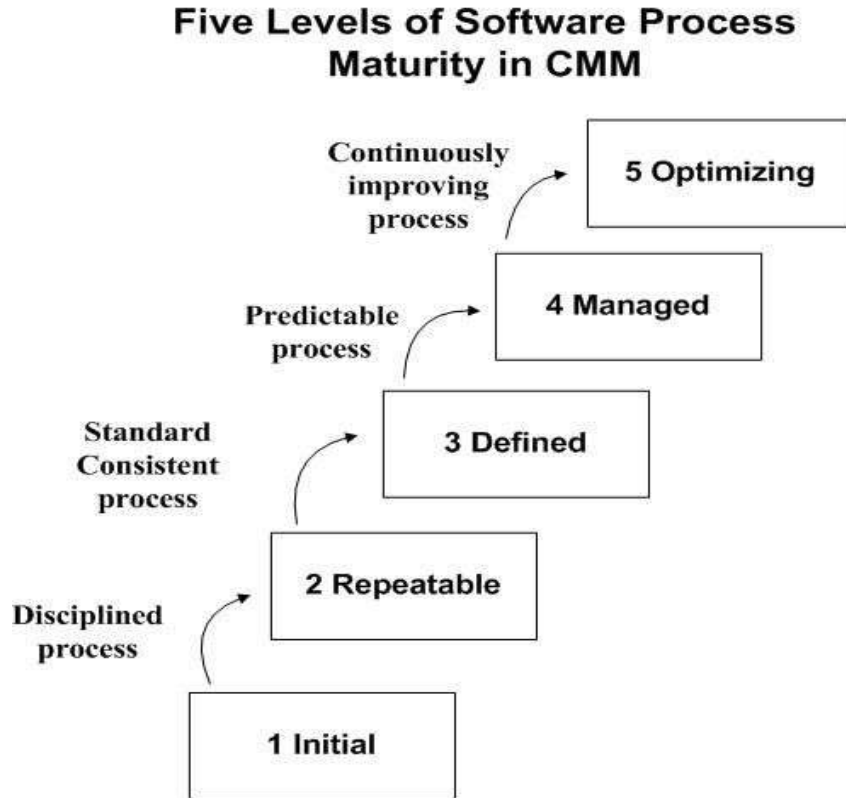 Five Levels of Software Process
Maturity in CMM
Continuously
improving
process
5 Optimizing
4 Managed
Predictable
process
3 Defined
Standard
Consistent
process
2 Repeatable
Disciplined
process
1 Initial